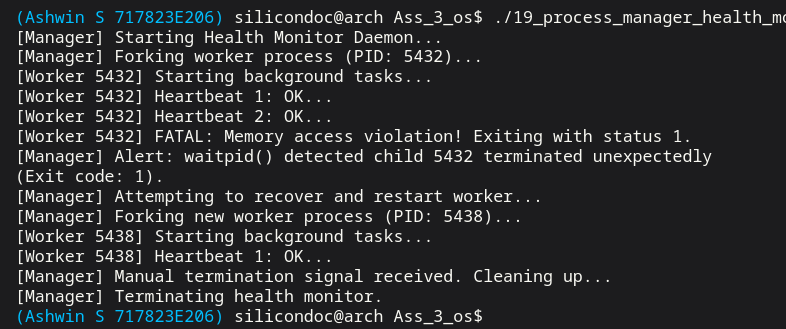 (Ashwin S 717823E206) silicondoc@arch Ass_3_os$ ./19_process_manager_health_mo
[Manager] Starting Health Monitor Daemon...
[Manager] Forking worker process (PID: 5432)...
[Worker 5432] Starting background tasks...
[Worker 5432] Heartbeat 1: OK...
[Worker 5432] Heartbeat 2: OK...
[Worker 5432] FATAL: Memory access violation! Exiting with status 1.
[Manager] Alert: waitpid() detected child 5432 terminated unexpectedly
(Exit code: 1).
[Manager] Attempting to recover and restart worker...
[Manager] Forking new worker process (PID: 5438)...
[Worker 5438] Starting background tasks...
[Worker 5438] Heartbeat 1: OK...
[Manager] Manual termination signal received. Cleaning up...
[Manager] Terminating health monitor.
(Ashwin S 717823E206) silicondoc@arch Ass_3_os$